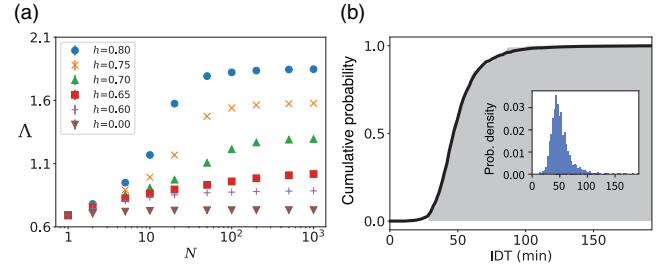 (a)
2.1
1.6
1.1
0.6
Λ
h=0.80
h=0.75
h=0.70
h=0.65
h=0.60
h=0.00
1
10
10²
10³
N
(b)
Cumulative probability
1.0
0.5
0.0
0
50
100
150
IDT (min)
Prob. density
0.03
0.02
0.01
0.00
0
50
100
150